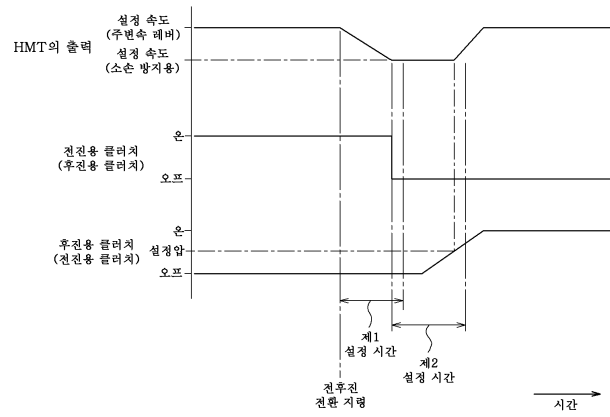 설정 속도
(주변속 레버)
HMT의 출력
설정 속도
(소손 방지용)
온
전진용 클러치
(후진용 클러치)
오프
온
후진용 클러치
(전진용 클러치)
설정압
오프
제1
설정 시간
제2
설정 시간
전후진
전환 지령
시간